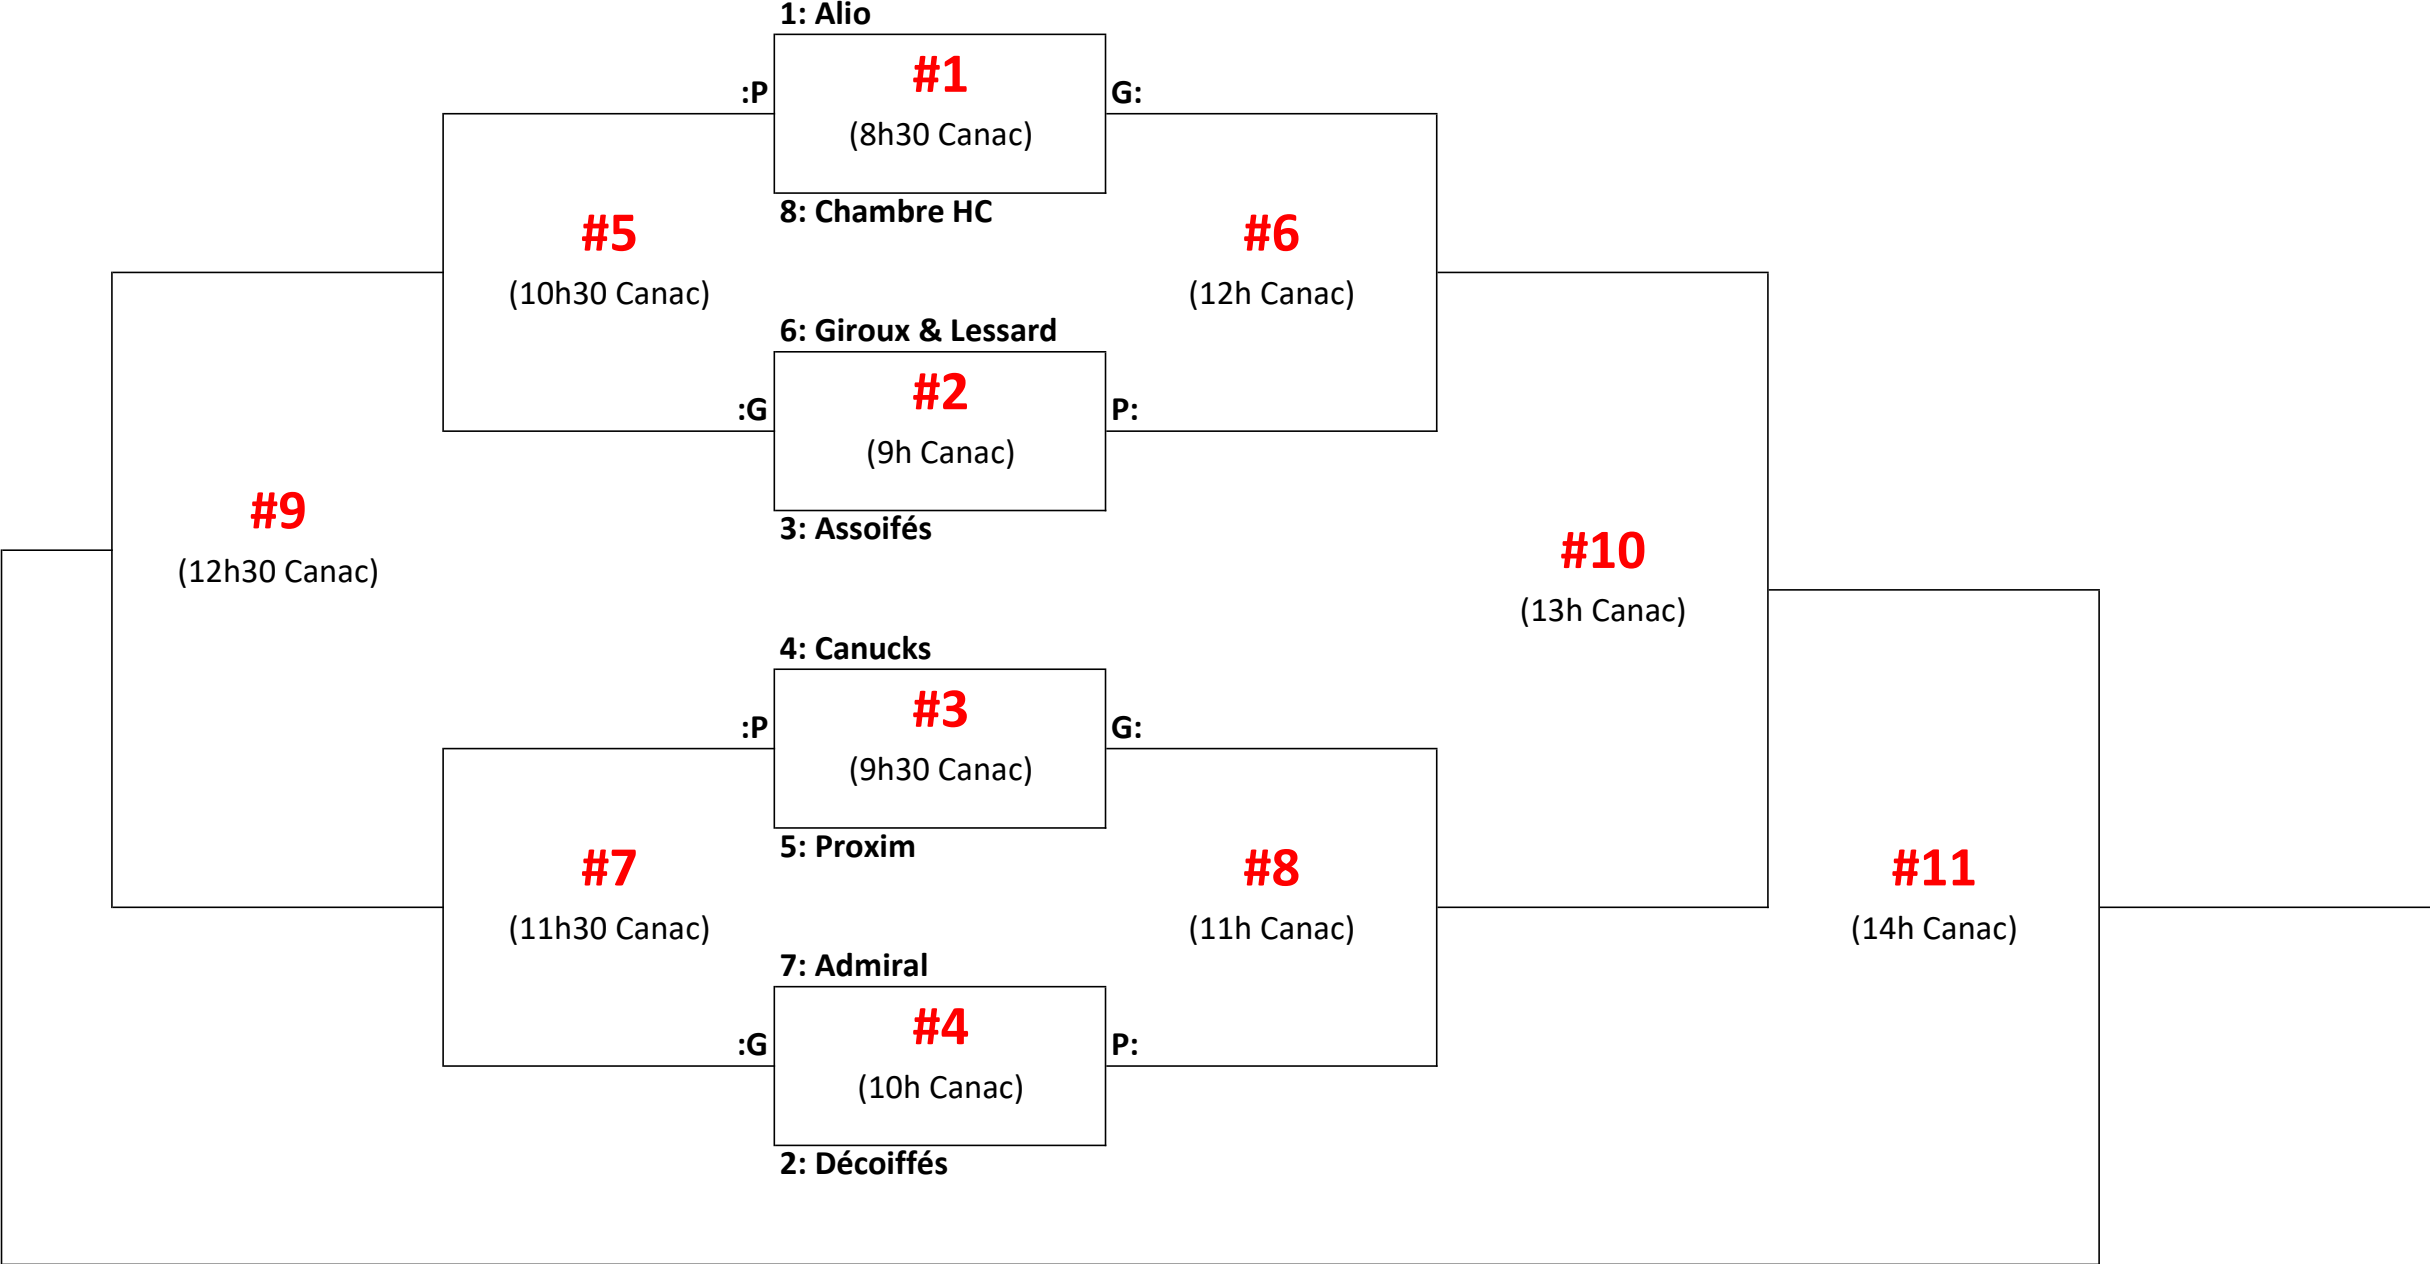 1: Alio
#1
:P
G:
(8h30 Canac)
8: Chambre HC
#5
#6
(10h30 Canac)
(12h Canac)
6: Giroux & Lessard
#2
:G
P:
(9h Canac)
3: Assoifés
#9
(12h30 Canac)
#10
(13h Canac)
4: Canucks
#3
:P
G:
(9h30 Canac)
5: Proxim
#7
#8
#11
(11h30 Canac)
(11h Canac)
(14h Canac)
7: Admiral
#4
:G
P:
(10h Canac)
2: Décoiffés